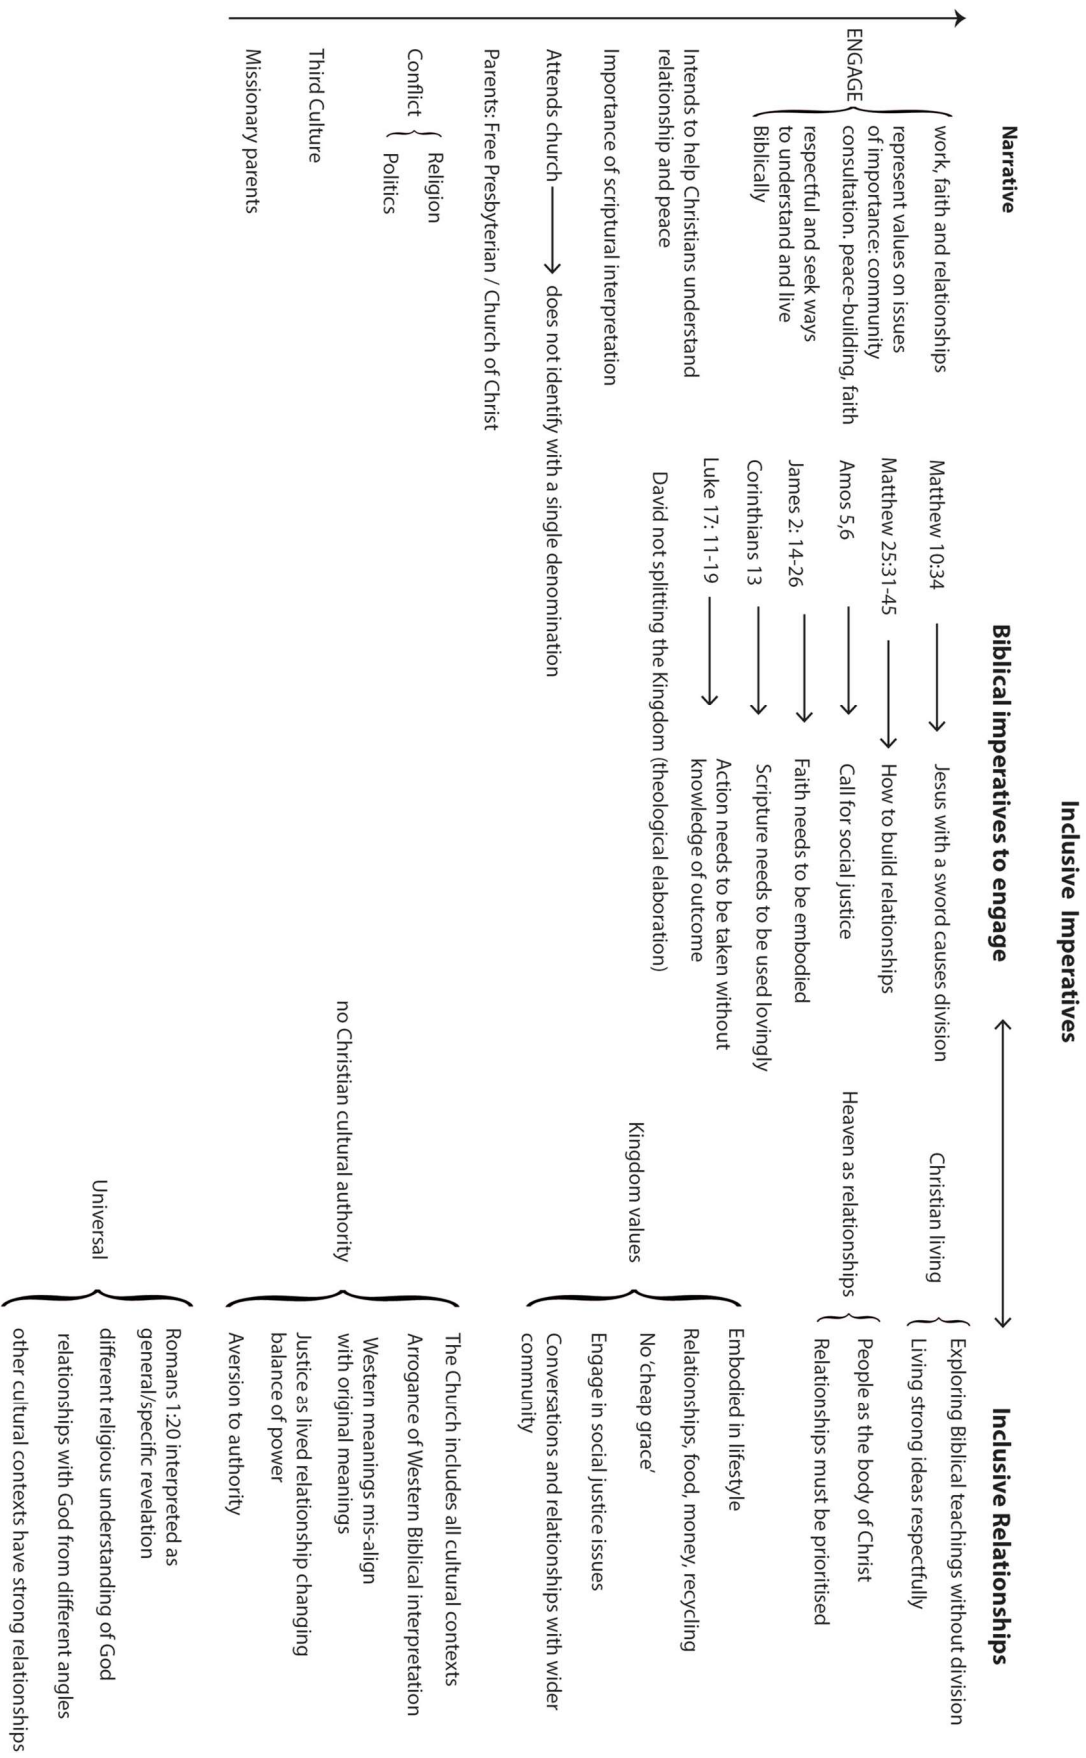 Inclusive Imperatives
Narrative
Biblical imperatives to engage
Inclusive Relationships
ENGAGE
work, faith and relationships
represent values on issues
of importance: community
consultation. peace-building, faith
respectful and seek ways
to understand and live
Biblically
Intends to help Christians understand
relationship and peace
Importance of scriptural interpretation
Attends church
does not identify with a single denomination
Parents: Free Presbyterian / Church of Christ
Conflict
Religion
Politics
Third Culture
Missionary parents
Matthew 10:34
Jesus with a sword causes division
Matthew 25:31-45
How to build relationships
Amos 5,6
Call for social justice
James 2: 14-26
Faith needs to be embodied
Corinthians 13
Scripture needs to be used lovingly
Luke 17: 11-19
Action needs to be taken without
knowledge of outcome
David not splitting the Kingdom (theological elaboration)
Christian living
Exploring Biblical teachings without division
Living strong ideas respectfully
Heaven as relationships
People as the body of Christ
Relationships must be prioritised
Kingdom values
Embodied in lifestyle
Relationships, food, money, recycling
No 'cheap grace'
Engage in social justice issues
Conversations and relationships with wider
community
no Christian cultural authority
The Church includes all cultural contexts
Arrogance of Western Biblical interpretation
Western meanings mis-align
with original meanings
Justice as lived relationship changing
balance of power
Aversion to authority
Universal
Romans 1:20 interpreted as
general/specific revelation
different religious understanding of God
relationships with God from different angles
other cultural contexts have strong relationships